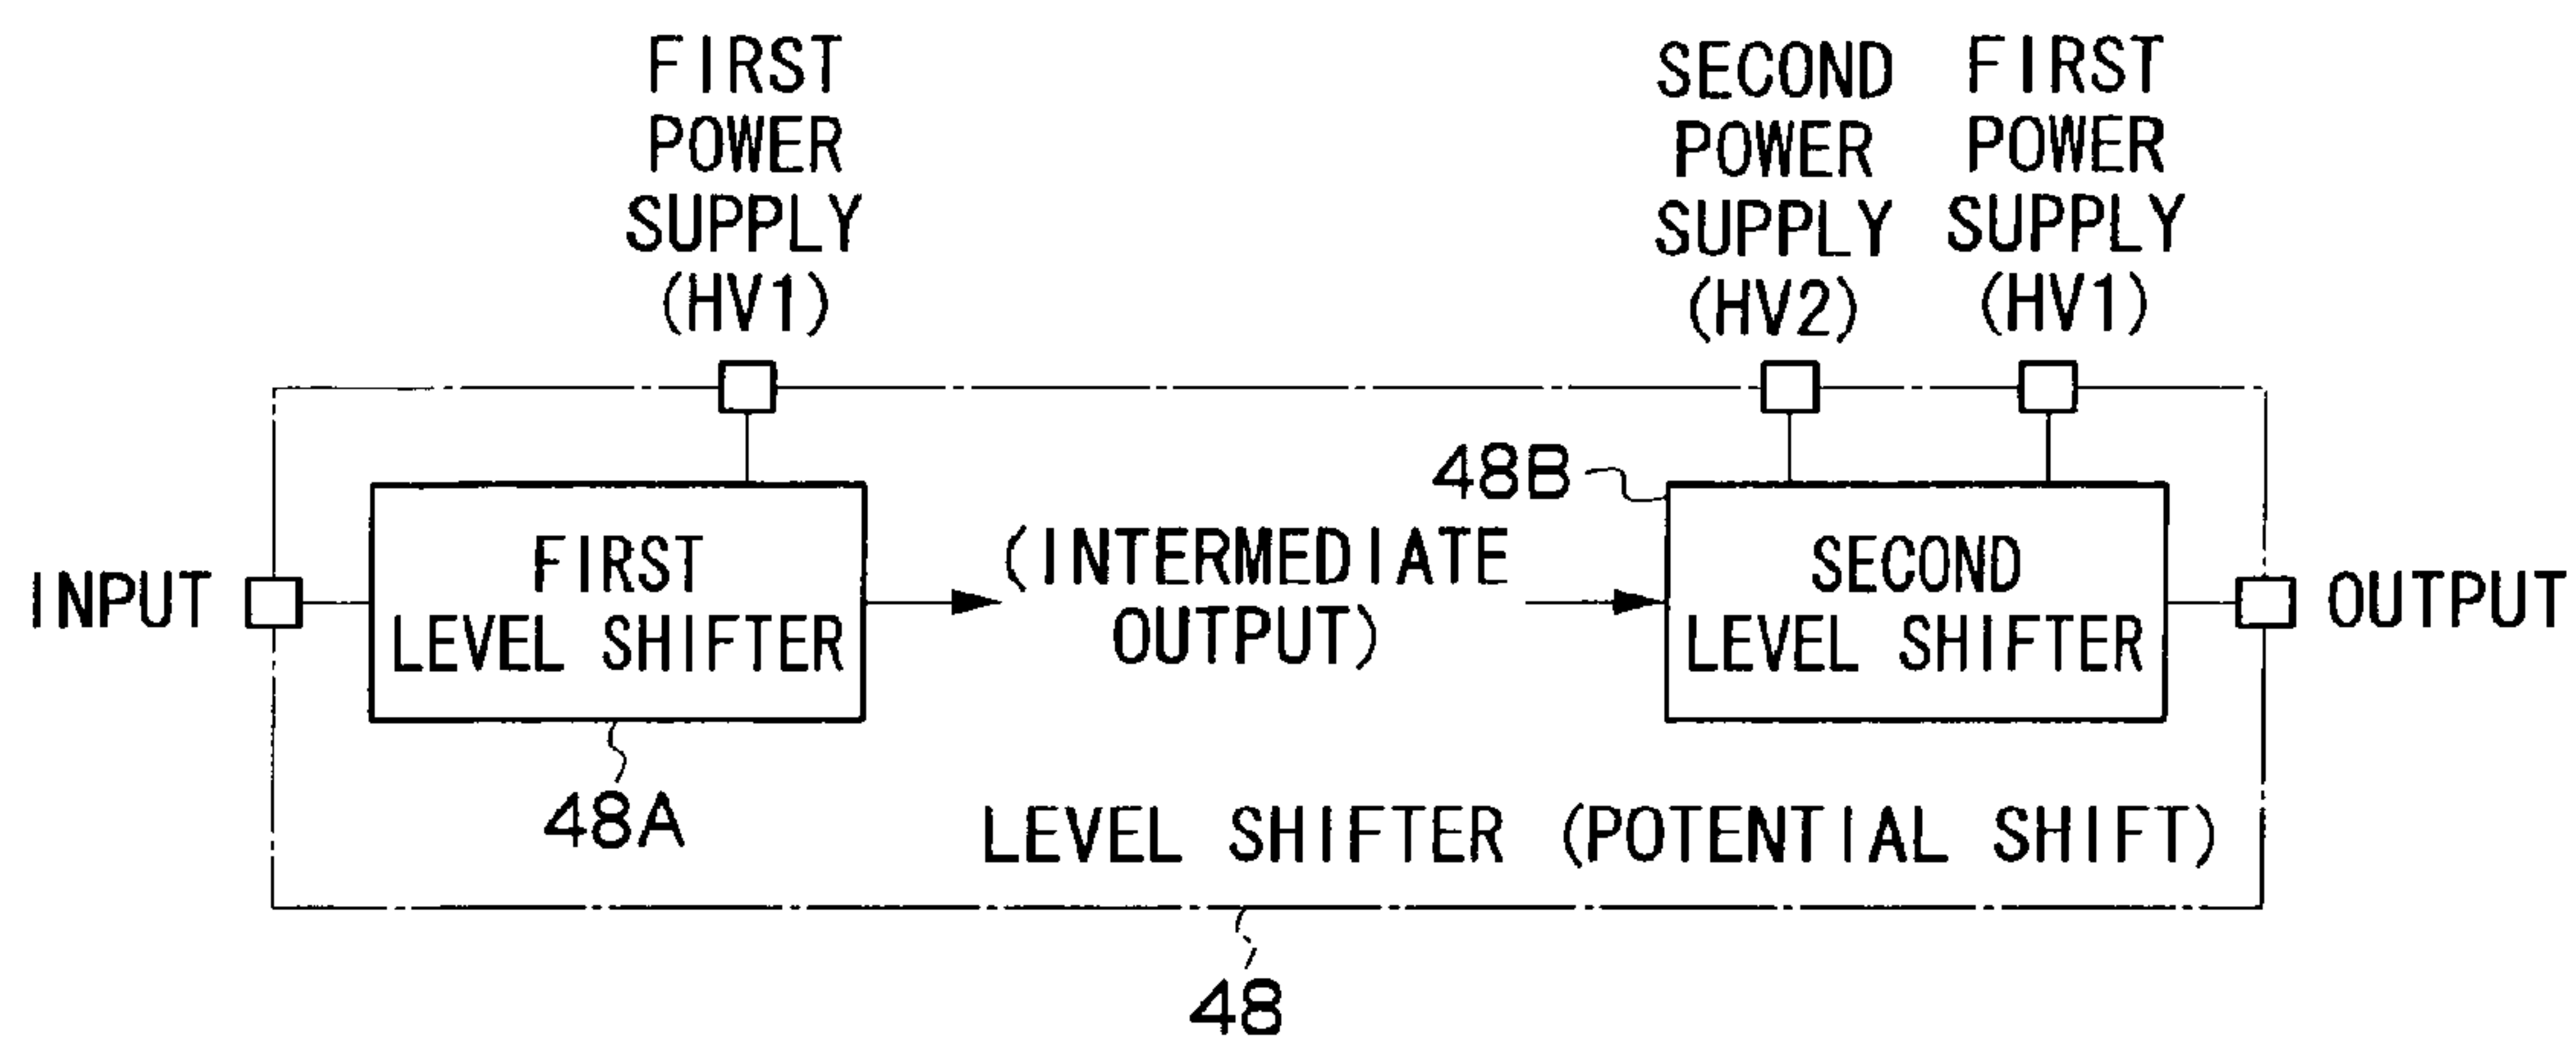 FIRST
POWER
SUPPLY
(HV1)
SECOND
POWER
SUPPLY
(HV2)
FIRST
POWER
SUPPLY
(HV1)
INPUT
FIRST
LEVEL SHIFTER
48A
(INTERMEDIATE
OUTPUT)
48B
SECOND
LEVEL SHIFTER
OUTPUT
LEVEL SHIFTER (POTENTIAL SHIFT)
48